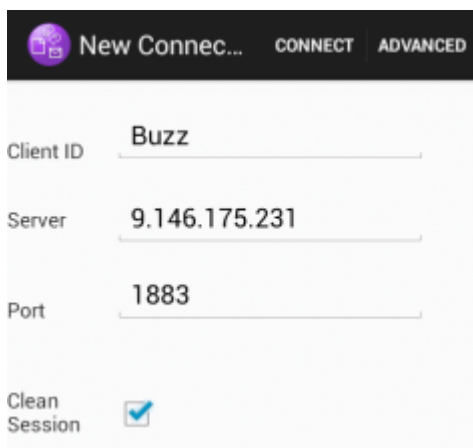 New Connec... CONNECT ADVANCED
Client ID Buzz
Server 9.146.175.231
Port 1883
Clean
Session